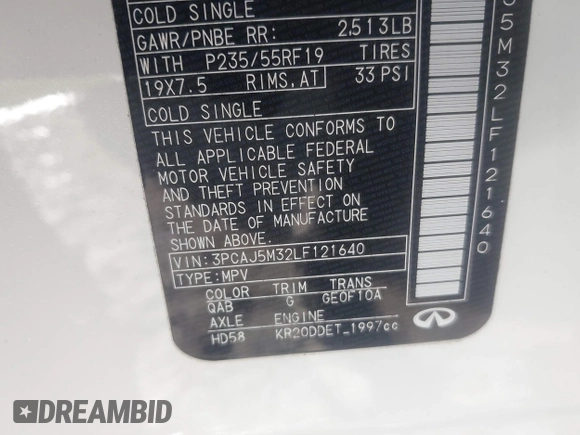 COLD SINGLE
GAWR/PNBE RR: 2,513LB
WITH P235/55RF19 TIRES
19X7.5 RIMS,AT 33 PSI
COLD SINGLE
THIS VEHICLE CONFORMS TO
ALL APPLICABLE FEDERAL
MOTOR VEHICLE SAFETY
AND THEFT PREVENTION
STANDARDS IN EFFECT ON
THE DATE OF MANUFACTURE
SHOWN ABOVE.
VIN: 3PCAJ5M32LF121640
TYPE: MPV
COLOR TRIM TRANS
QAB G GE0F10A
AXLE ENGINE
HD58 KR20DDET_1997cc
5M32LF121640
DREAMBID